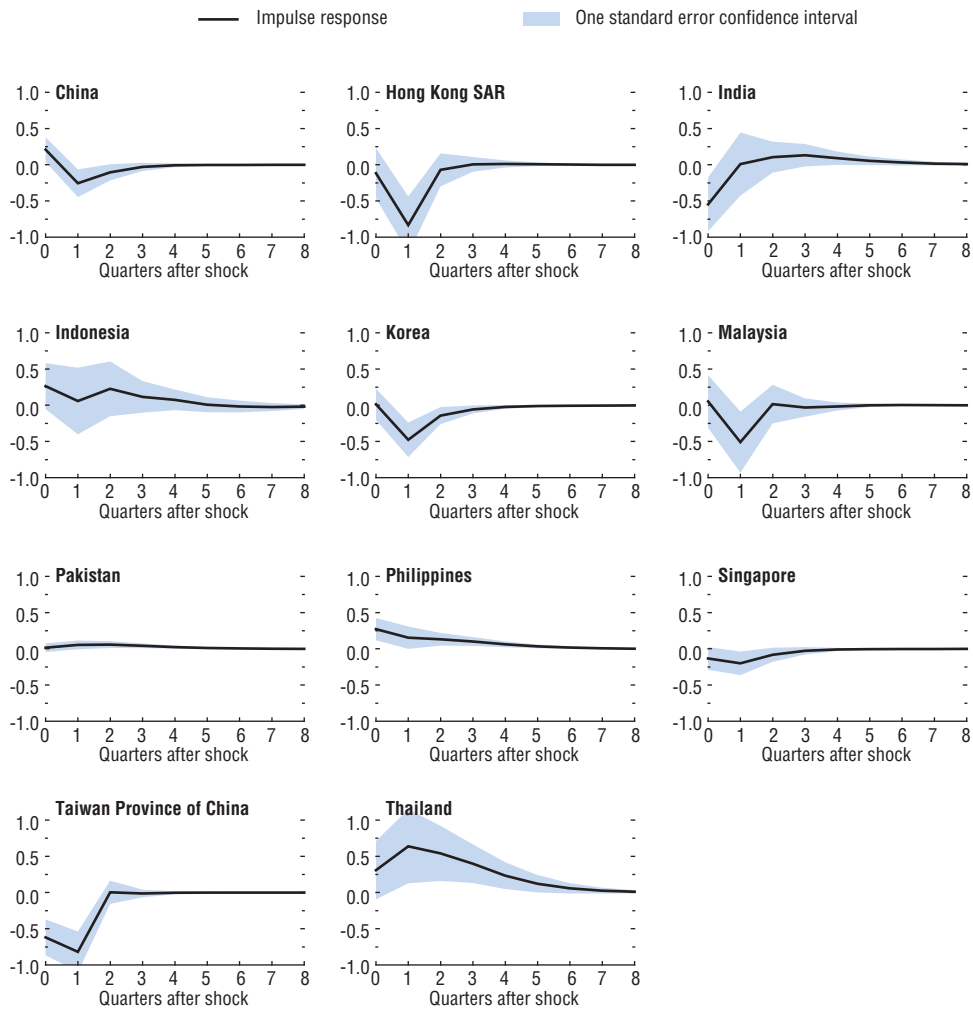 Impulse response
One standard error confidence interval
China
1.0
0.5
0.0
-0.5
-1.0
0 1 2 3 4 5 6 7 8
Quarters after shock
Hong Kong SAR
1.0
0.5
0.0
-0.5
-1.0
0 1 2 3 4 5 6 7 8
Quarters after shock
India
1.0
0.5
0.0
-0.5
-1.0
0 1 2 3 4 5 6 7 8
Quarters after shock
Indonesia
1.0
0.5
0.0
-0.5
-1.0
0 1 2 3 4 5 6 7 8
Quarters after shock
Korea
1.0
0.5
0.0
-0.5
-1.0
0 1 2 3 4 5 6 7 8
Quarters after shock
Malaysia
1.0
0.5
0.0
-0.5
-1.0
0 1 2 3 4 5 6 7 8
Quarters after shock
Pakistan
1.0
0.5
0.0
-0.5
-1.0
0 1 2 3 4 5 6 7 8
Quarters after shock
Philippines
1.0
0.5
0.0
-0.5
-1.0
0 1 2 3 4 5 6 7 8
Quarters after shock
Singapore
1.0
0.5
0.0
-0.5
-1.0
0 1 2 3 4 5 6 7 8
Quarters after shock
Taiwan Province of China
1.0
0.5
0.0
-0.5
-1.0
0 1 2 3 4 5 6 7 8
Quarters after shock
Thailand
1.0
0.5
0.0
-0.5
-1.0
0 1 2 3 4 5 6 7 8
Quarters after shock